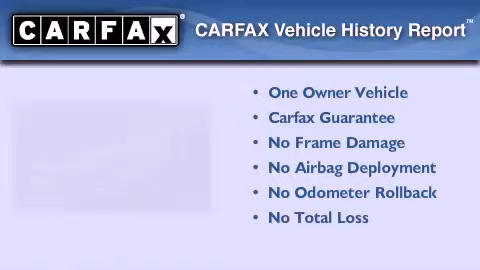 CARFAX® CARFAX Vehicle History Report™
• One Owner Vehicle
• Carfax Guarantee
• No Frame Damage
• No Airbag Deployment
• No Odometer Rollback
• No Total Loss